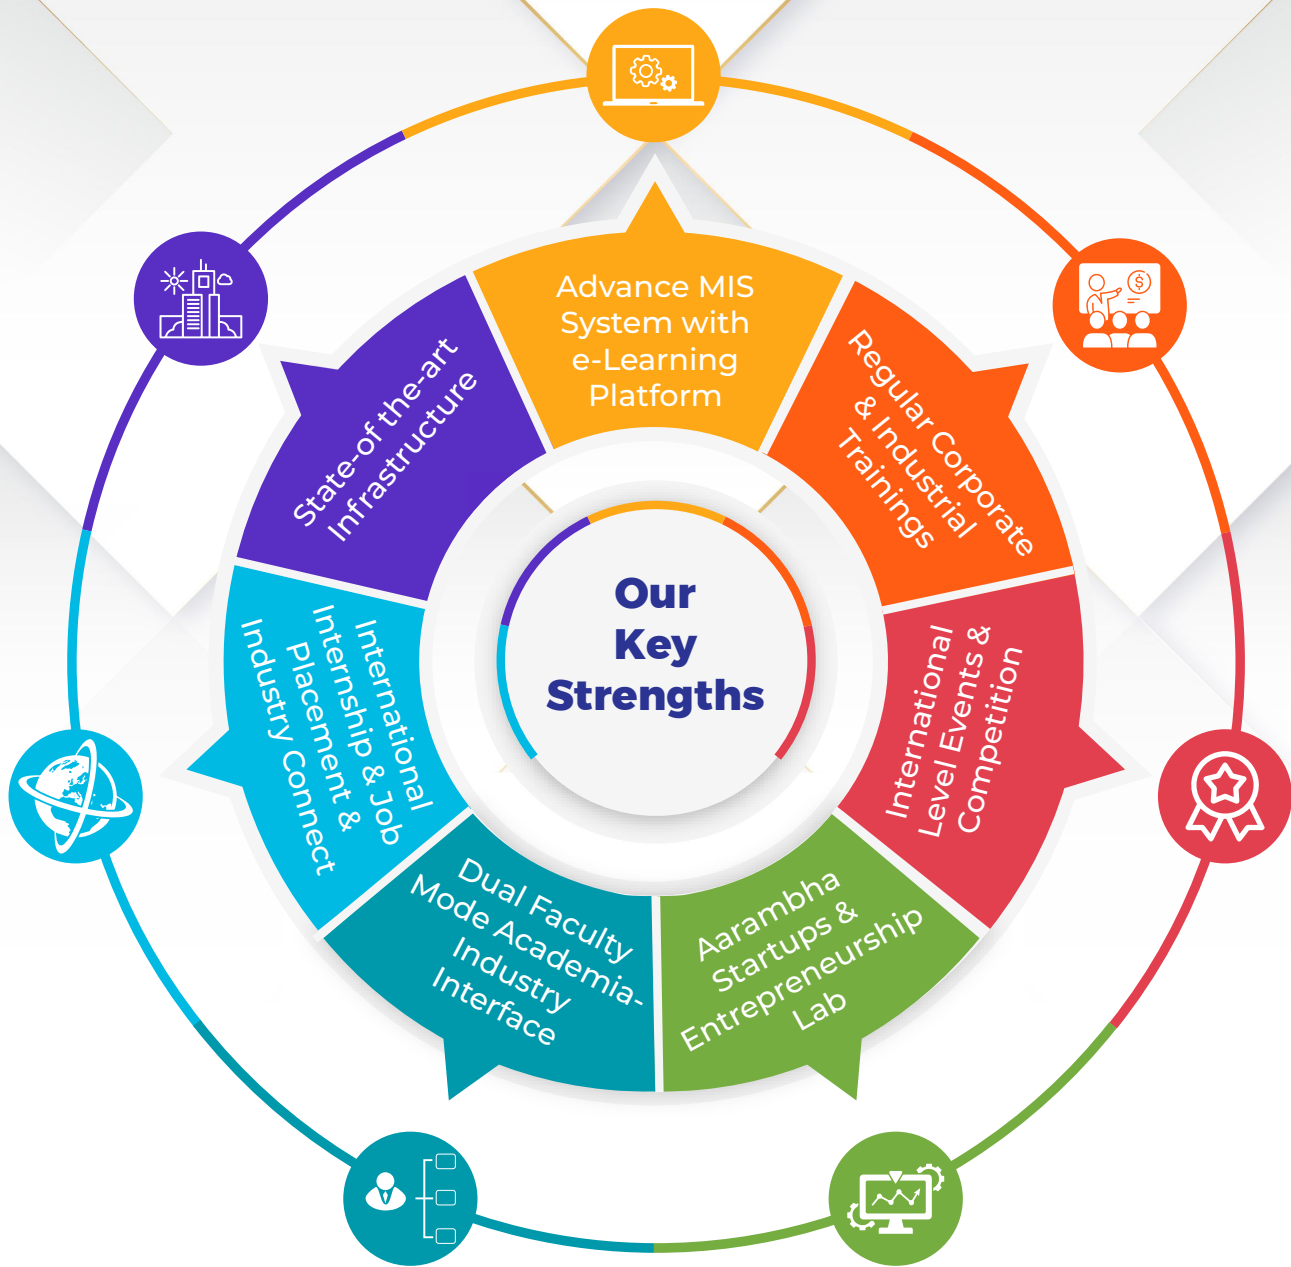 Our
Key
Strengths
Advance MIS
System with
e-Learning
Platform
Regular Corporate
& Industrial
Trainings
International
Level Events &
Competition
Aarambha
Startups &
Entrepreneurship
Lab
Dual Faculty
Mode Academia-
Industry
Interface
International
Internship & Job
Placement &
Industry Connect
State-of the-art
Infrastructure
$